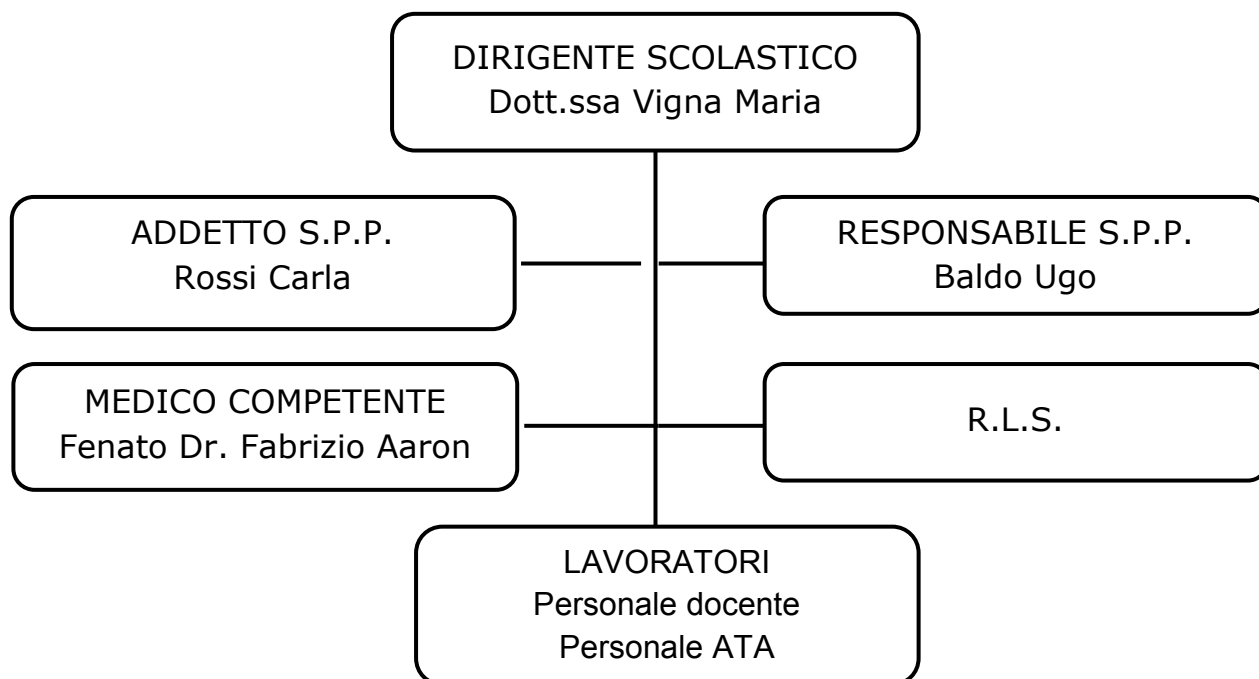 DIRIGENTE SCOLASTICO
Dott.ssa Vigna Maria
ADDETTO S.P.P.
Rossi Carla
RESPONSABILE S.P.P.
Baldo Ugo
MEDICO COMPETENTE
Fenato Dr. Fabrizio Aaron
R.L.S.
LAVORATORI
Personale docente
Personale ATA